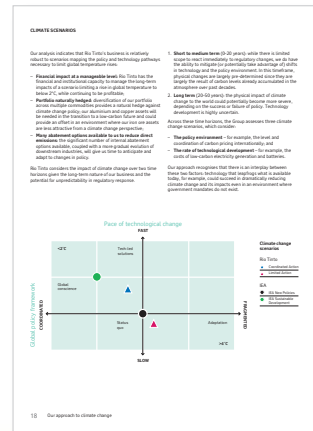 CLIMATE SCENARIOS
Our analysis indicates that Rio Tinto's business is relatively
robust to scenarios mapping the policy and technology pathways
necessary to limit global temperature rises.
– Financial impact at a manageable level: Rio Tinto has the
financial and institutional capacity to manage the long-term
impacts of a scenario limiting a rise in global temperature to
below 2°C, while continuing to be profitable,
– Portfolio naturally hedged: diversification of our portfolio
across multiple commodities provides a natural hedge against
climate change policy; our aluminium and copper assets will
be needed in the transition to a low-carbon future and could
provide an offset in an environment where our iron ore assets
are less attractive from a climate change perspective,
– Many abatement options available to us to reduce direct
emissions: the significant number of internal abatement
options available, coupled with a more gradual evolution of
downstream industries, will give us time to anticipate and
adapt to changes in policy.
Rio Tinto considers the impact of climate change over two time
horizons given the long-term nature of our business and the
potential for unpredictability in regulatory response.
1. Short to medium term (0-30 years): while there is limited
scope to react immediately to regulatory changes, we do have
the ability to mitigate (or potentially take advantage of) shifts
in technology and the policy environment. In this timeframe,
physical changes are largely pre-determined since they are
largely the result of carbon levels already accumulated in the
atmosphere over past decades.
2. Long term (20-50 years): the physical impact of climate
change to the world could potentially become more severe,
depending on the success or failure of policy. Technology
development is highly uncertain.
Across these time horizons, the Group assesses three climate
change scenarios, which consider:
– The policy environment – for example, the level and
coordination of carbon pricing internationally; and
– The rate of technological development – for example, the
costs of low-carbon electricity generation and batteries.
Our approach recognises that there is an interplay between
these two factors: technology that leapfrogs what is available
today, for example, could succeed in dramatically reducing
climate change and its impacts even in an environment where
government mandates do not exist.
Pace of technological change
FAST
<2°C
Tech-led
solutions
Global
conscience
Status
quo
Adaptation
>4°C
SLOW
Global policy framework
COORDINATED
FRAGMENTED
Climate change
scenarios
Rio Tinto
Coordinated Action
Limited Action
IEA
IEA New Policies
IEA Sustainable
Development
18 Our approach to climate change